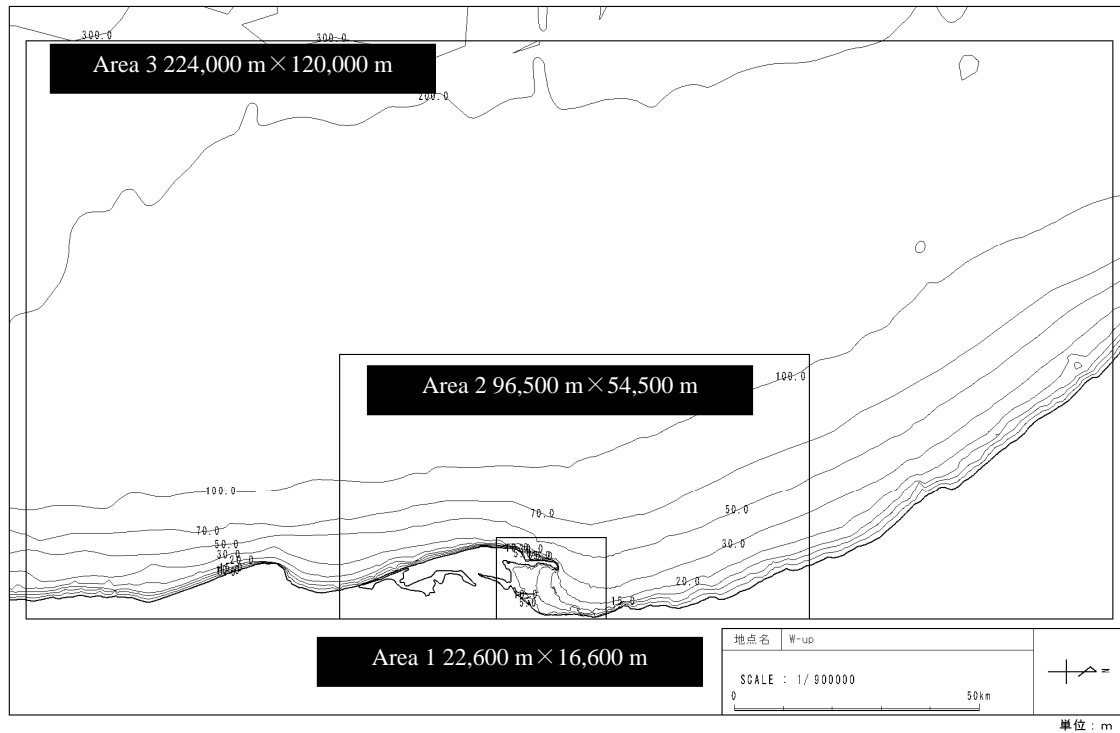 300.0
300.0
Area 3 224,000 m×120,000 m
200.0
Area 2 96,500 m×54,500 m
100.0
100.0
70.0
50.0
70.0
50.0
30.0
30.0
20.0
20.0
15.0
Area 1 22,600 m×16,600 m
地点名 W-up
SCALE : 1/900000
0 50km
N
単位：m